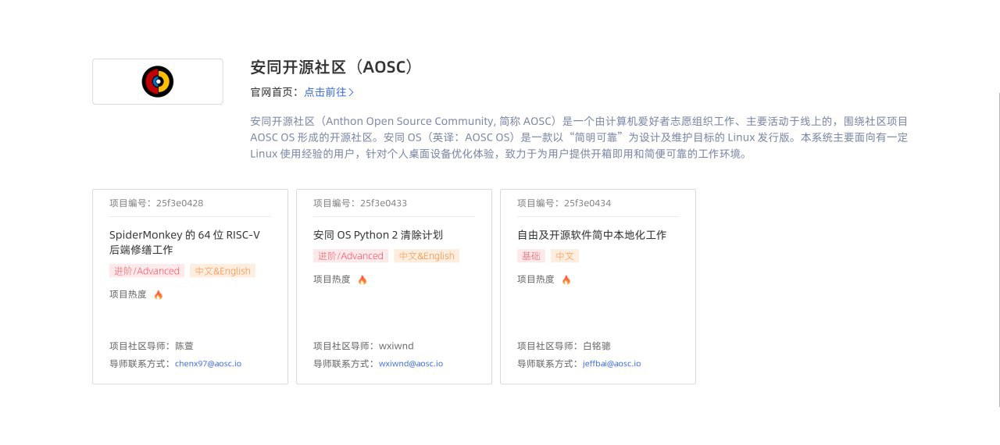 安同开源社区（AOSC）
官网首页：点击前往
安同开源社区（Anthon Open Source Community, 简称 AOSC）是一个由计算机爱好者志愿组织工作、主要活动于线上的，围绕社区项目
AOSC OS 形成的开源社区。安同 OS（英译：AOSC OS）是一款以“简明可靠”为设计及维护目标的 Linux 发行版。本系统主要面向有一定
Linux 使用经验的用户，针对个人桌面设备优化体验，致力于为用户提供开箱即用和简便可靠的工作环境。
项目编号：25f3e0428
SpiderMonkey 的 64 位 RISC-V
后端修缮工作
进阶/Advanced 中文&English
项目热度
项目社区导师：陈萱
导师联系方式：chenx97@aosc.io
项目编号：25f3e0433
安同 OS Python 2 清除计划
进阶/Advanced 中文&English
项目热度
项目社区导师：wxiwnd
导师联系方式：wxiwnd@aosc.io
项目编号：25f3e0434
自由及开源软件简中本地化工作
基础 中文
项目热度
项目社区导师：白铭骢
导师联系方式：jeffbai@aosc.io